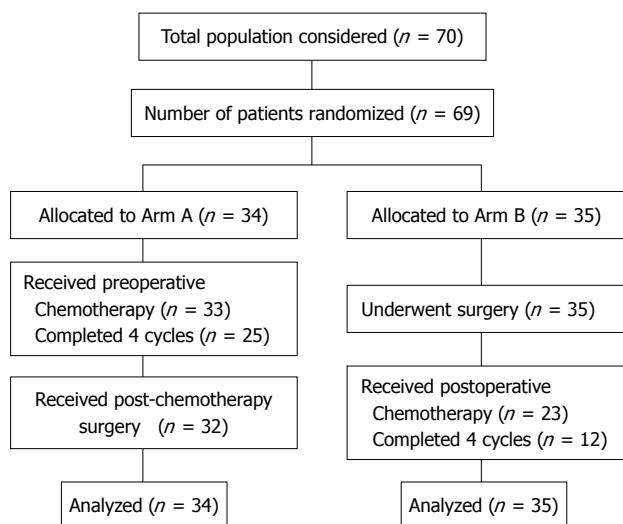 Total population considered (n = 70)
Number of patients randomized (n = 69)
Allocated to Arm A (n = 34)
Allocated to Arm B (n = 35)
Received preoperative
Chemotherapy (n = 33)
Completed 4 cycles (n = 25)
Underwent surgery (n = 35)
Received post-chemotherapy
surgery (n = 32)
Received postoperative
Chemotherapy (n = 23)
Completed 4 cycles (n = 12)
Analyzed (n = 34)
Analyzed (n = 35)